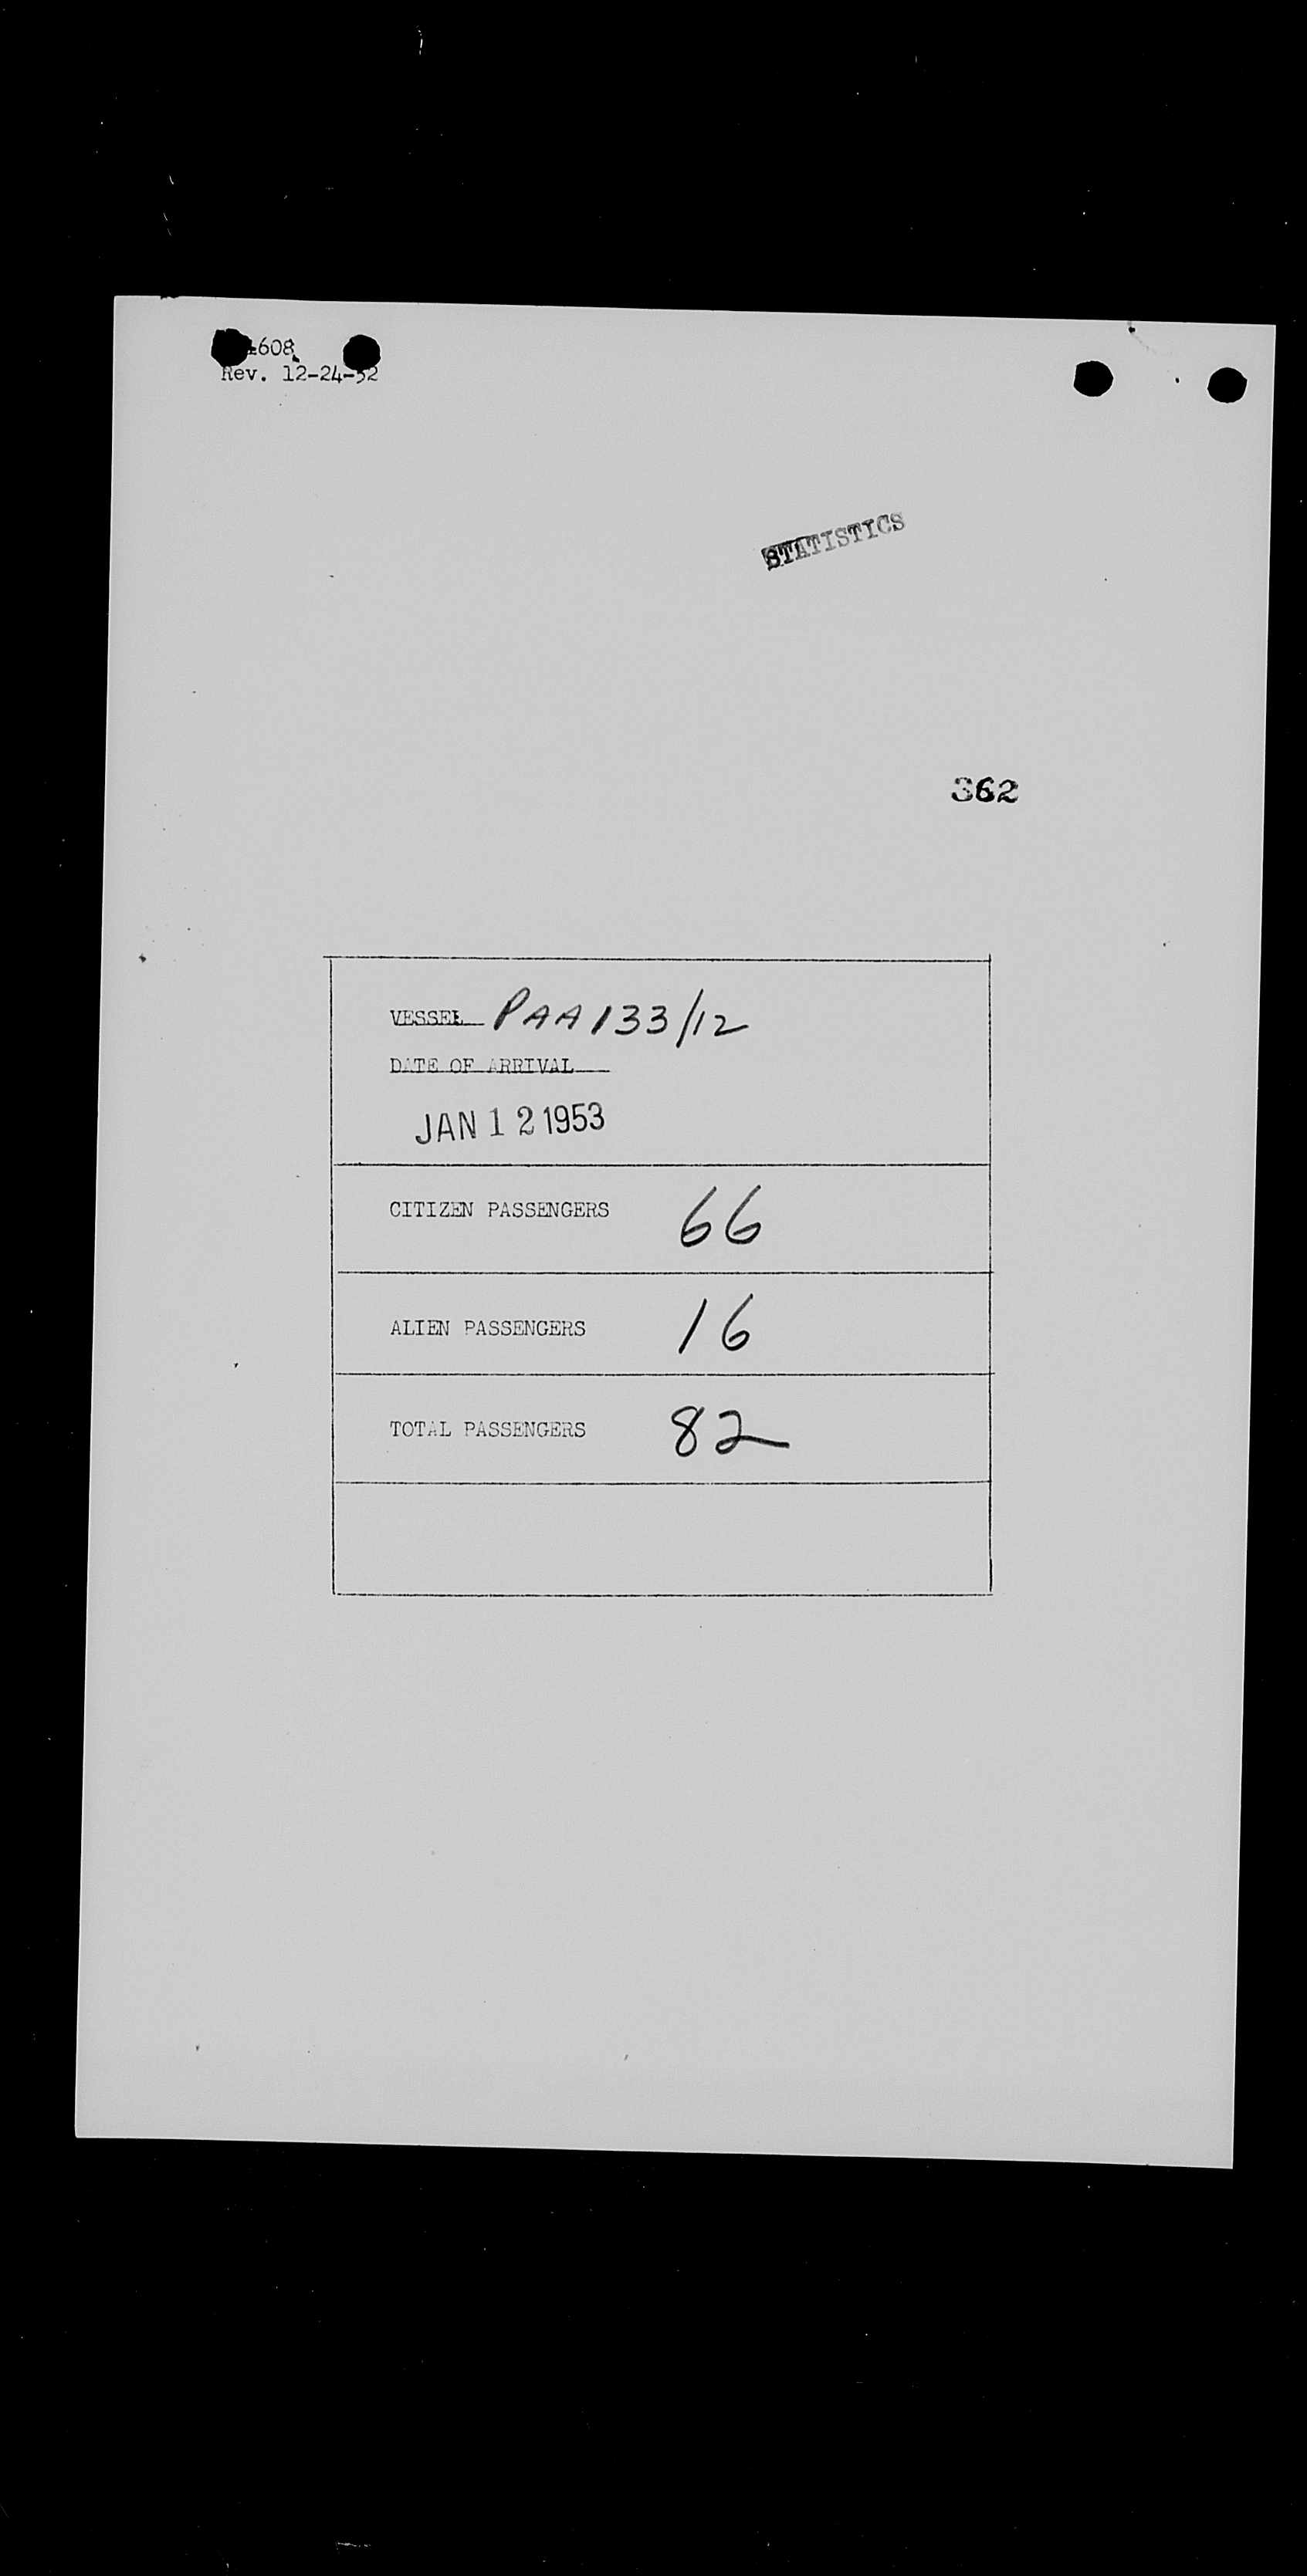 608
Rev. 12-24-52
STATISTICS
362
VESSEL PAA 133/12
DATE OF ARRIVAL
JAN 12 1953
CITIZEN PASSENGERS 66
ALIEN PASSENGERS 16
TOTAL PASSENGERS 82